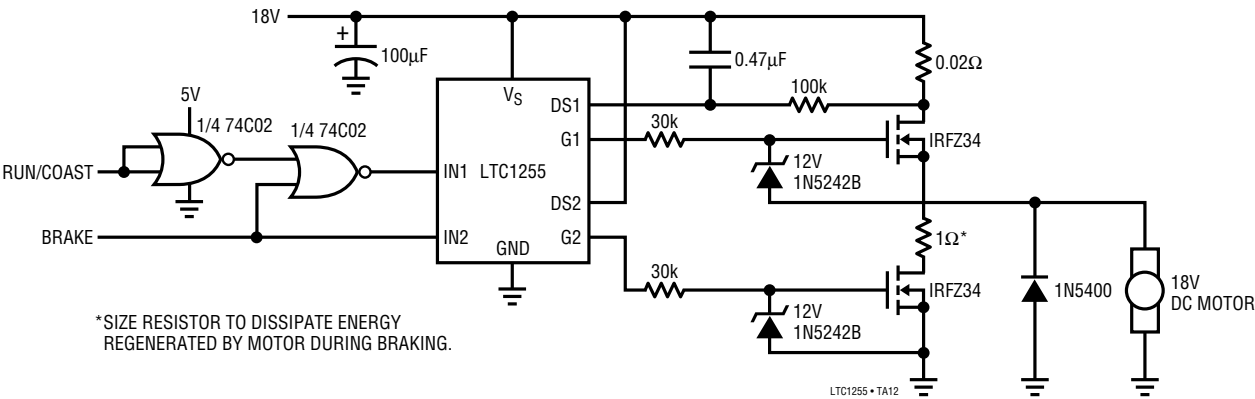 18V
+
100μF
0.47μF
0.02Ω
5V
1/4 74C02
1/4 74C02
VS
DS1
100k
30k
G1
IRFZ34
12V
1N5242B
RUN/COAST
IN1
LTC1255
DS2
BRAKE
IN2
G2
GND
1Ω*
30k
IRFZ34
12V
1N5242B
1N5400
18V
DC MOTOR
*SIZE RESISTOR TO DISSIPATE ENERGY
REGENERATED BY MOTOR DURING BRAKING.
LTC1255 • TA12